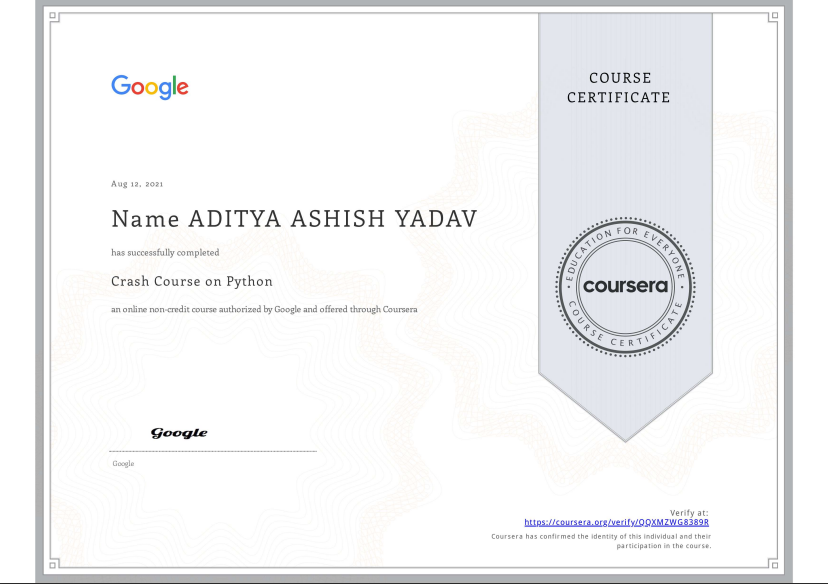 Google
COURSE
CERTIFICATE
Aug 12, 2021
Name ADITYA ASHISH YADAV
has successfully completed
Crash Course on Python
an online non-credit course authorized by Google and offered through Coursera
EDUCATION FOR EVERYONE
coursera
COURSE CERTIFICATE
Google
Google
Verify at:
https://coursera.org/verify/QQXMZWG8389R
Coursera has confirmed the identity of this individual and their
participation in the course.